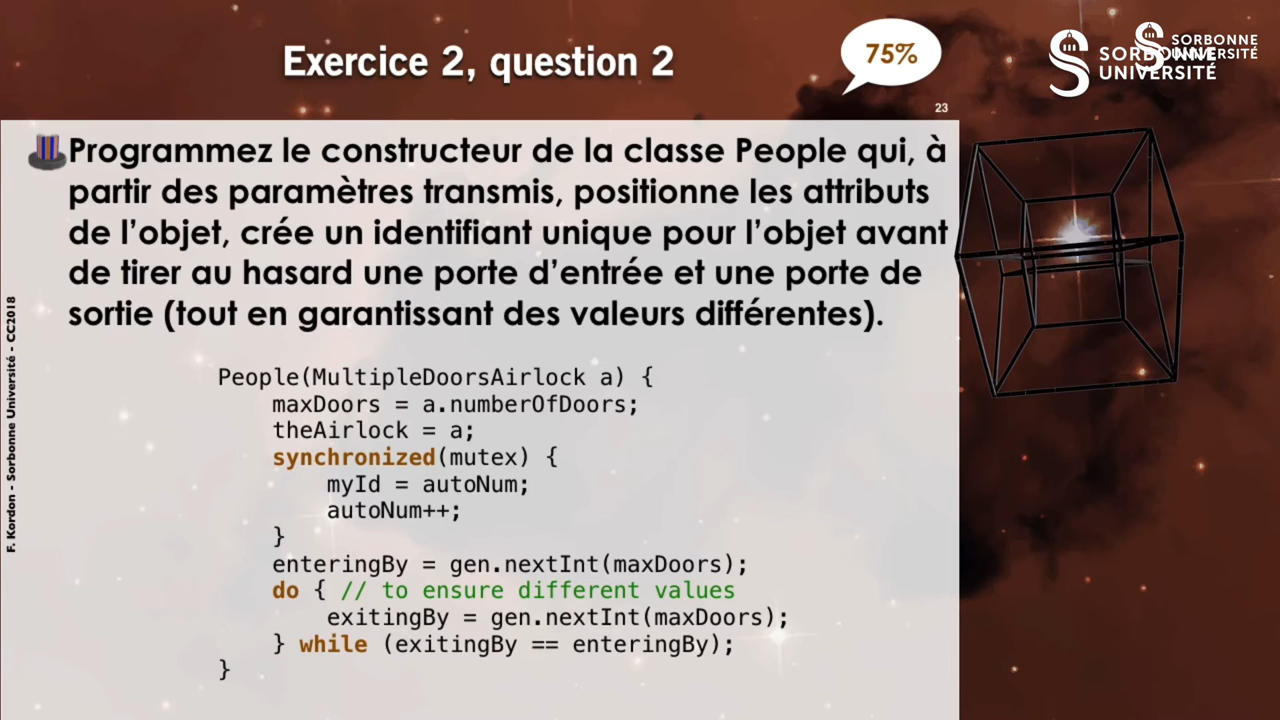 Exercice 2, question 2
75%
SORBONNE
UNIVERSITÉ
SORBONNE
UNIVERSITÉ
23
Programmez le constructeur de la classe People qui, à
partir des paramètres transmis, positionne les attributs
de l'objet, crée un identifiant unique pour l'objet avant
de tirer au hasard une porte d'entrée et une porte de
sortie (tout en garantissant des valeurs différentes).
F. Kordon - Sorbonne Université - CC2018
People(MultipleDoorsAirlock a) {
maxDoors = a.numberOfDoors;
theAirlock = a;
synchronized(mutex) {
myId = autoNum;
autoNum++;
}
enteringBy = gen.nextInt(maxDoors);
do { // to ensure different values
exitingBy = gen.nextInt(maxDoors);
} while (exitingBy == enteringBy);
}